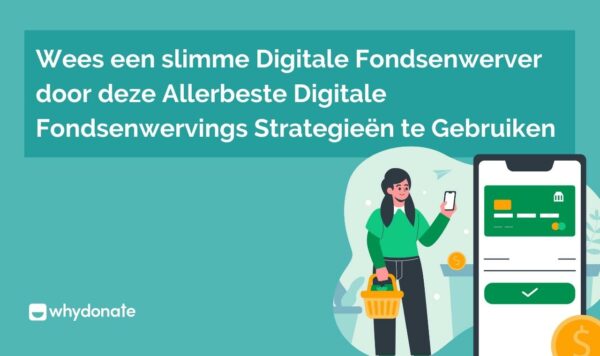 Wees een slimme Digitale Fondsenwerver
door deze Allerbeste Digitale
Fondsenwervings Strategieën te Gebruiken
whydonate
$
$